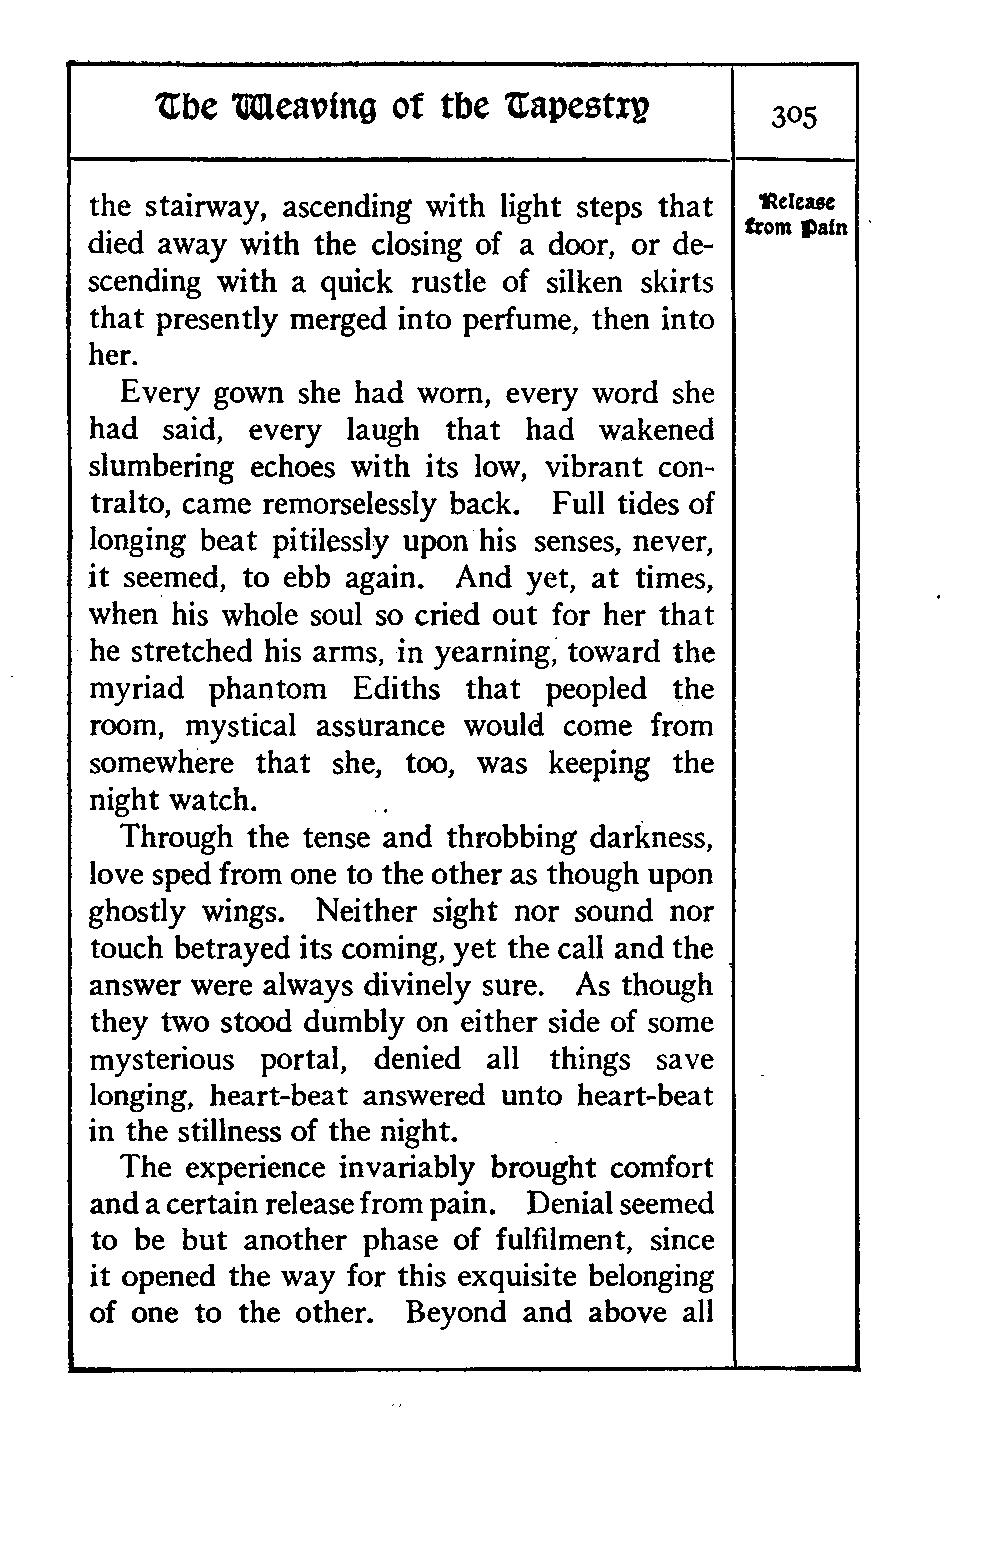 The Weaving of the Tapestry
305
Release
from Pain
the stairway, ascending with light steps that
died away with the closing of a door, or de-
scending with a quick rustle of silken skirts
that presently merged into perfume, then into
her.
Every gown she had worn, every word she
had said, every laugh that had wakened
slumbering echoes with its low, vibrant con-
tralto, came remorselessly back. Full tides of
longing beat pitilessly upon his senses, never,
it seemed, to ebb again. And yet, at times,
when his whole soul so cried out for her that
he stretched his arms, in yearning, toward the
myriad phantom Ediths that peopled the
room, mystical assurance would come from
somewhere that she, too, was keeping the
night watch.
Through the tense and throbbing darkness,
love sped from one to the other as though upon
ghostly wings. Neither sight nor sound nor
touch betrayed its coming, yet the call and the
answer were always divinely sure. As though
they two stood dumbly on either side of some
mysterious portal, denied all things save
longing, heart-beat answered unto heart-beat
in the stillness of the night.
The experience invariably brought comfort
and a certain release from pain. Denial seemed
to be but another phase of fulfilment, since
it opened the way for this exquisite belonging
of one to the other. Beyond and above all